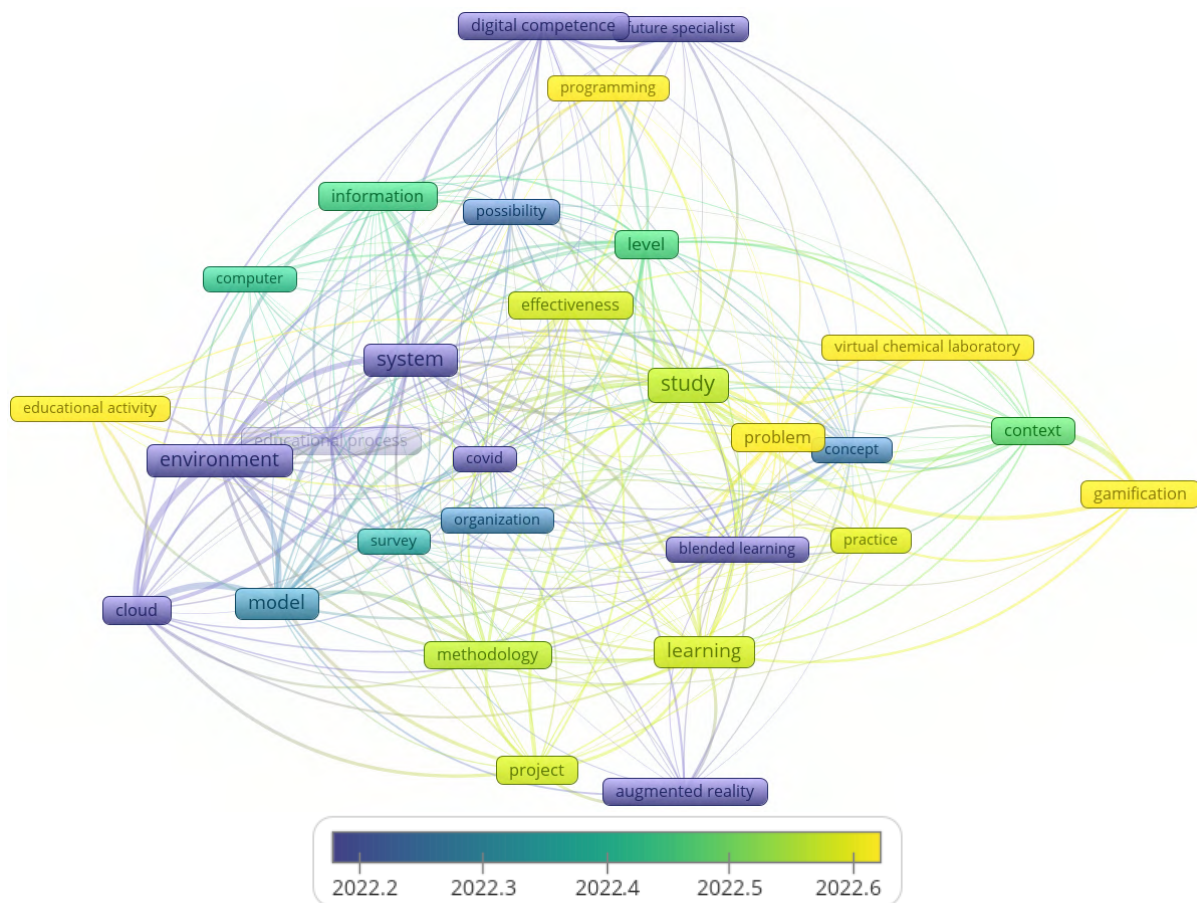 digital competence
future specialist
programming
information
possibility
level
computer
effectiveness
system
virtual chemical laboratory
study
educational activity
educational process
environment
covid
problem
concept
context
gamification
organization
survey
blended learning
practice
cloud
model
methodology
learning
project
augmented reality
2022.2 2022.3 2022.4 2022.5 2022.6